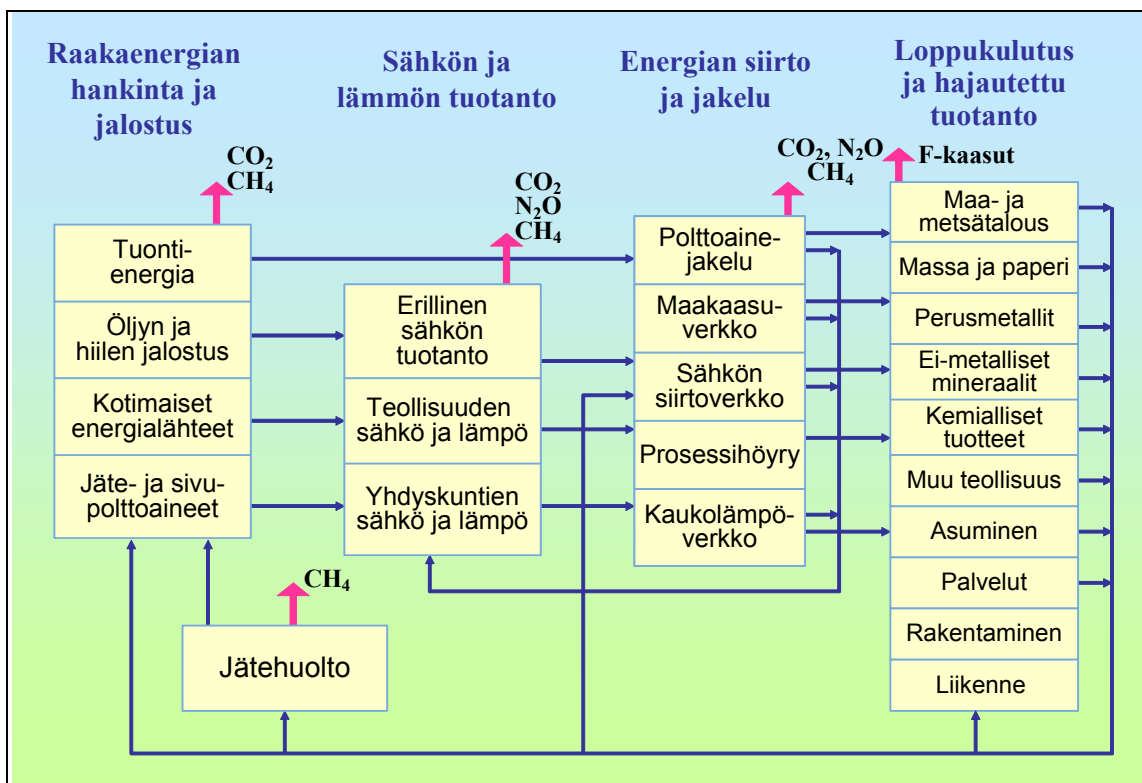 Raakaenergian
hankinta ja
jalostus
Sähkön ja
lämmön tuotanto
Energian siirto
ja jakelu
Loppukulutus
ja hajautettu
tuotanto
CO₂
CH₄
CO₂
N₂O
CH₄
CO₂, N₂O
CH₄
F-kaasut
Tuonti-
energia
Öljyn ja
hiilen jalostus
Kotimaiset
energialähteet
Jäte- ja sivu-
polttoaineet
Erillinen
sähkön
tuotanto
Teollisuuden
sähkö ja lämpö
Yhdyskuntien
sähkö ja lämpö
Polttoaine-
jakelu
Maakaasu-
verkko
Sähkön
siirtoverkko
Prosessihöyry
Kaukolämpö-
verkko
Maa- ja
metsätalous
Massa ja paperi
Perusmetallit
Ei-metalliset
mineraalit
Kemialliset
tuotteet
Muu teollisuus
Asuminen
Palvelut
Rakentaminen
Liikenne
CH₄
Jätehuolto